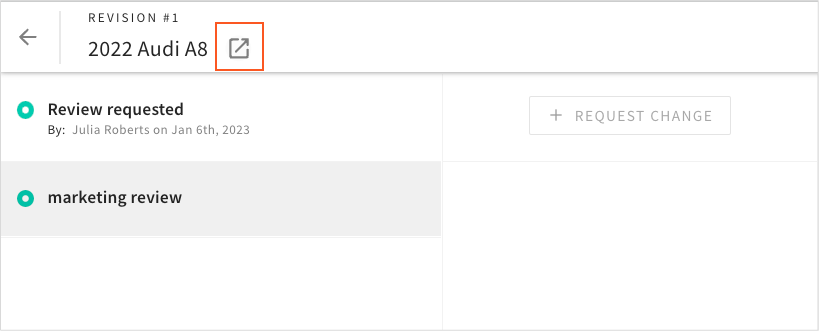 REVISION #1
2022 Audi A8
Review requested
By: Julia Roberts on Jan 6th, 2023
+ REQUEST CHANGE
marketing review